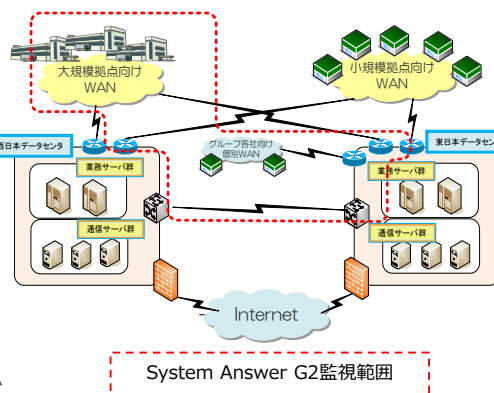 大規模拠点向け
WAN
小規模拠点向け
WAN
西日本データセンタ
グループ各社向け
個別WAN
東日本データセン
業務サーバ群
業務サーバ群
通信サーバ群
通信サーバ群
Internet
System Answer G2監視範囲